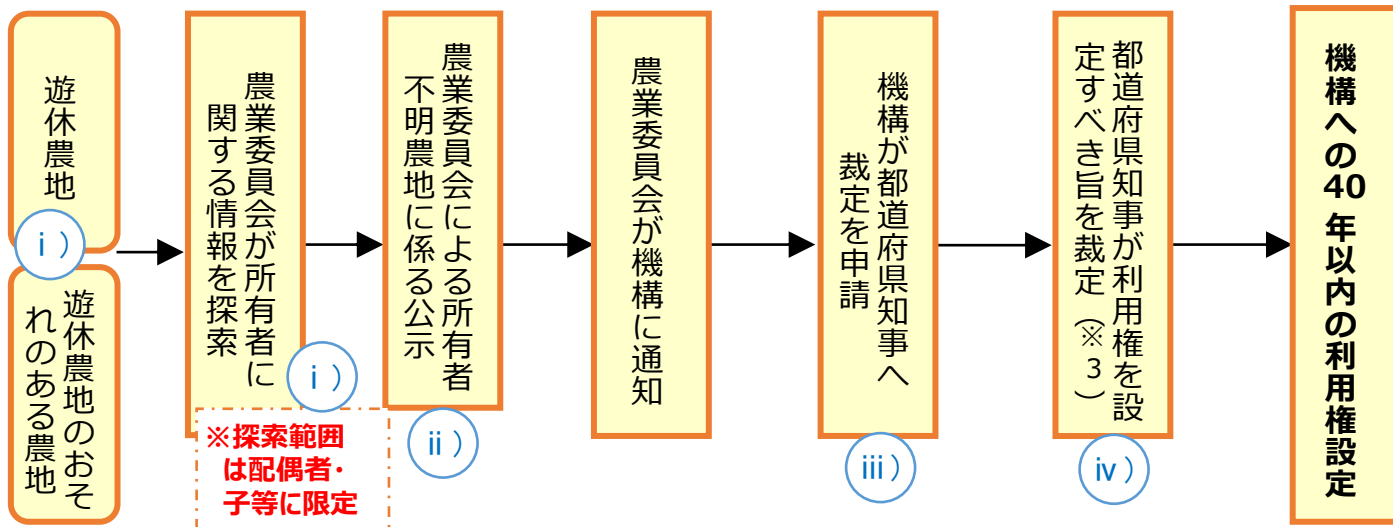 遊休農地
ⅰ）
遊休農地のおそ
れのある農地
農業委員会が所有者に
関する情報を探索
ⅰ）
※探索範囲
は配偶者・
子等に限定
農業委員会による所有者
不明農地に係る公示
ⅱ）
農業委員会が機構に通知
機構が都道府県知事へ
裁定を申請
ⅲ）
都道府県知事が利用権を設
定すべき旨を裁定（※３）
ⅳ）
機構への40年以内の利用権設定